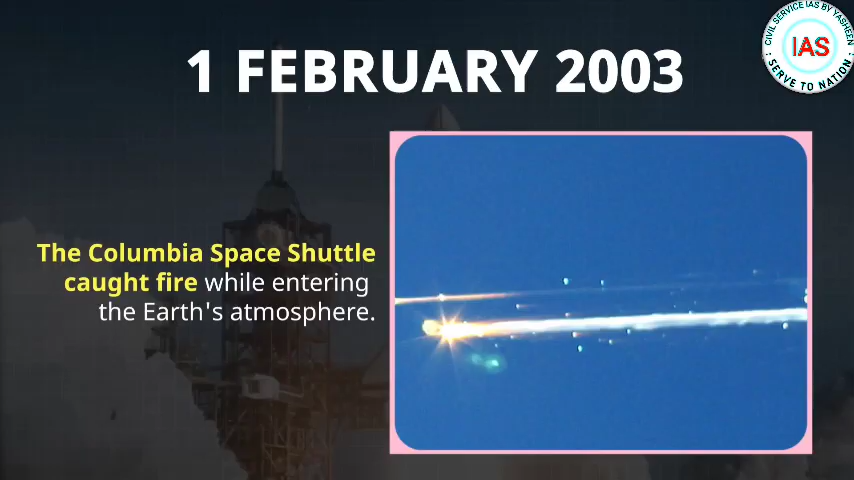 1 FEBRUARY 2003
CIVIL SERVICE IAS BY YASHEEN
IAS
SERVE TO NATION
The Columbia Space Shuttle
caught fire while entering
the Earth's atmosphere.